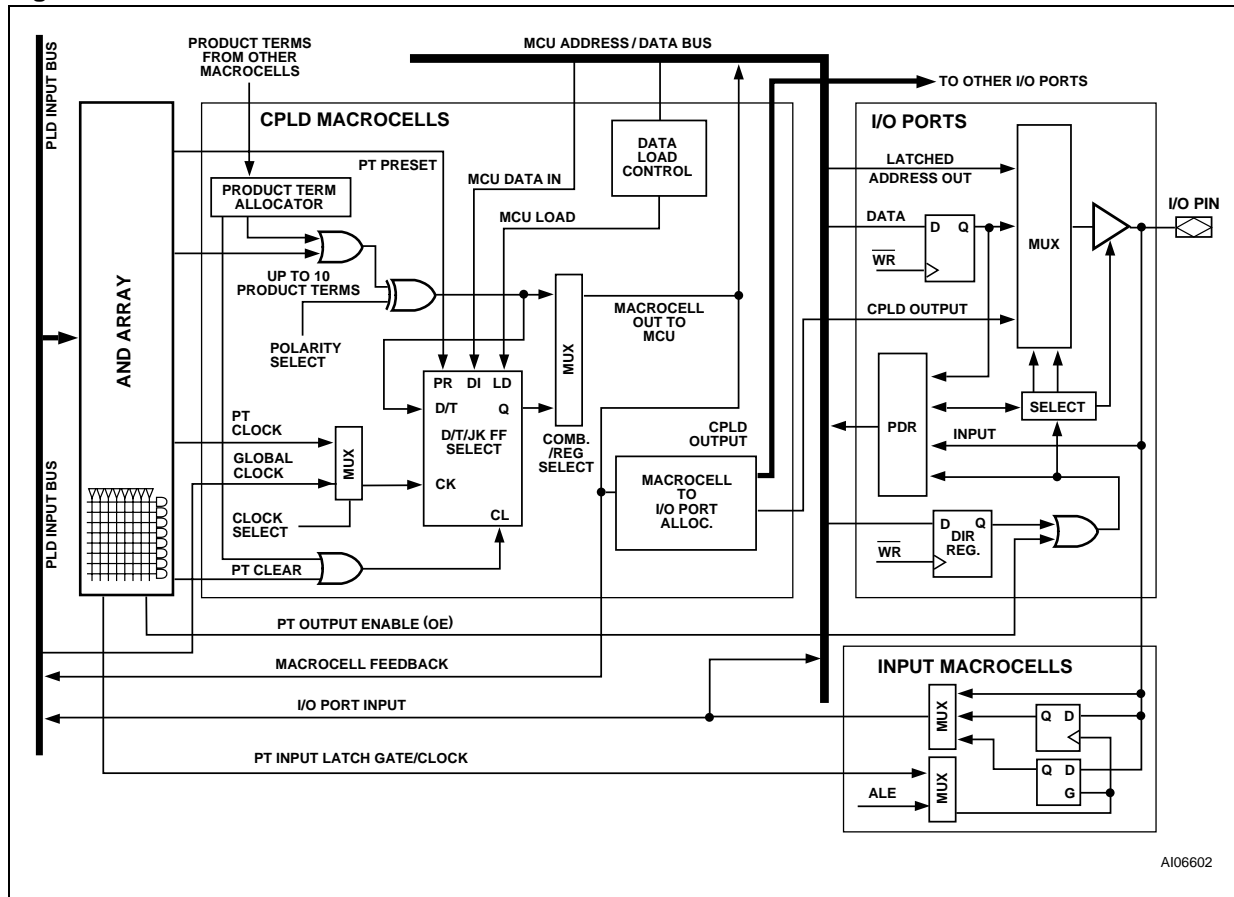 PRODUCT TERMS
FROM OTHER
MACROCELLS
MCU ADDRESS / DATA BUS
TO OTHER I/O PORTS
PLD INPUT BUS
AND ARRAY
CPLD MACROCELLS
PT PRESET
PRODUCT TERM
ALLOCATOR
MCU DATA IN
MCU LOAD
DATA
LOAD
CONTROL
UP TO 10
PRODUCT TERMS
POLARITY
SELECT
MUX
MACROCELL
OUT TO
MCU
PR DI LD
D/T Q
D/T/JK FF
SELECT
CK
CL
COMB.
/REG
SELECT
PT
CLOCK
GLOBAL
CLOCK
MUX
CLOCK
SELECT
PT CLEAR
CPLD
OUTPUT
MACROCELL
TO
I/O PORT
ALLOC.
I/O PORTS
LATCHED
ADDRESS OUT
DATA
D Q
WR
MUX
I/O PIN
CPLD OUTPUT
PDR
SELECT
INPUT
D Q
DIR
REG.
WR
PLD INPUT BUS
PT OUTPUT ENABLE (OE)
MACROCELL FEEDBACK
I/O PORT INPUT
PT INPUT LATCH GATE/CLOCK
INPUT MACROCELLS
MUX
Q D
Q D
G
MUX
ALE
AI06602